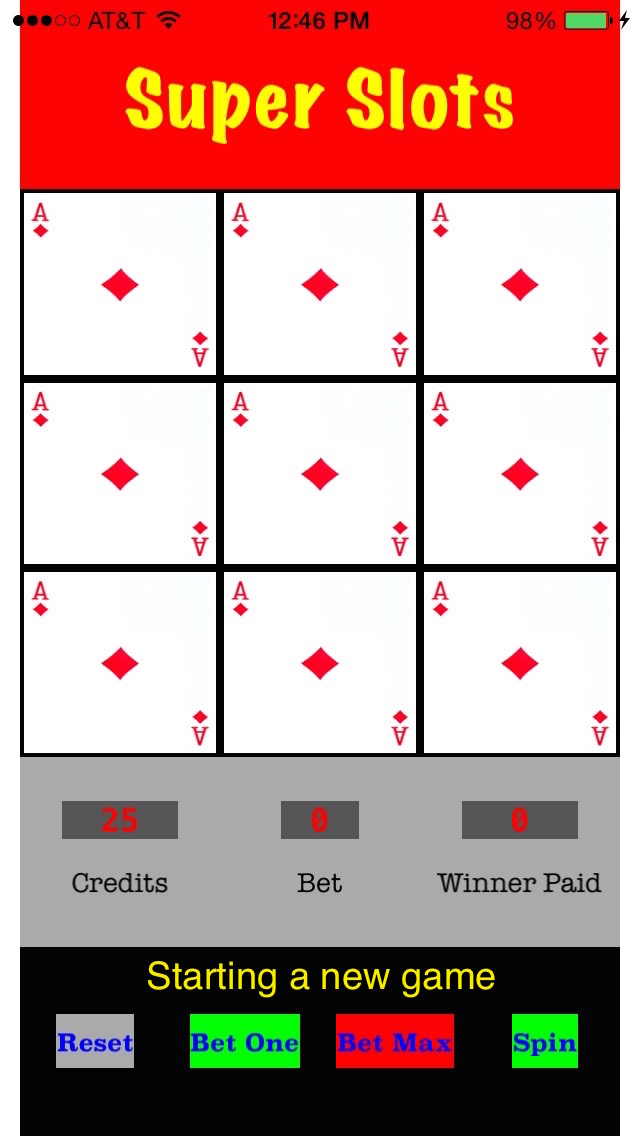 AT&T 12:46 PM 98%
Super Slots
A A A
A A A
A A A
A A A
A A A
A A A
25 0 0
Credits Bet Winner Paid
Starting a new game
Reset Bet One Bet Max Spin